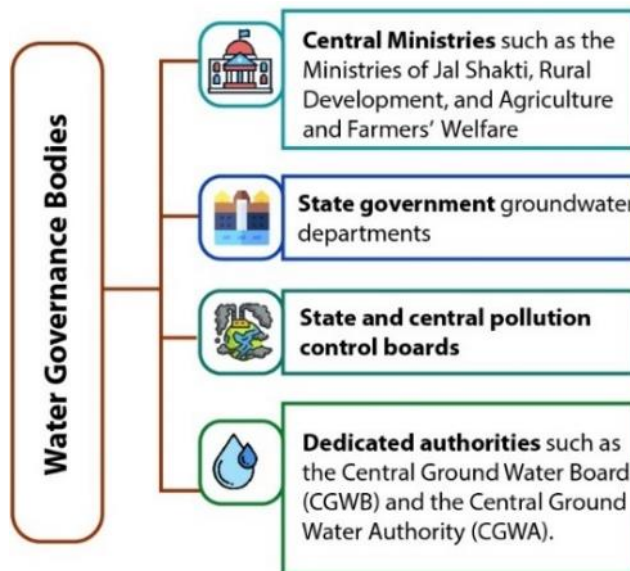 Water Governance Bodies
Central Ministries such as the
Ministries of Jal Shakti, Rural
Development, and Agriculture
and Farmers' Welfare
State government groundwater
departments
State and central pollution
control boards
Dedicated authorities such as
the Central Ground Water Board
(CGWB) and the Central Ground
Water Authority (CGWA).